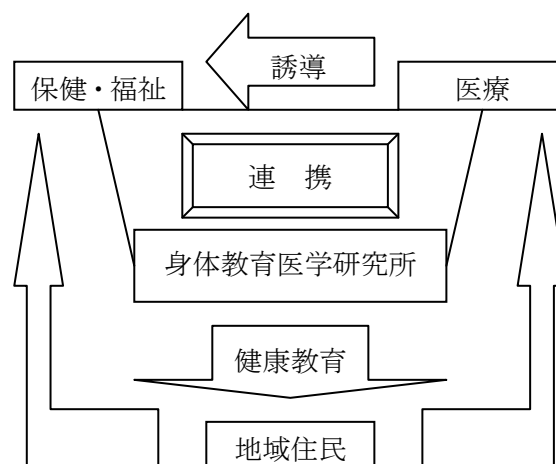 誘導
保健・福祉
医療
連　携
身体教育医学研究所
健康教育
地域住民